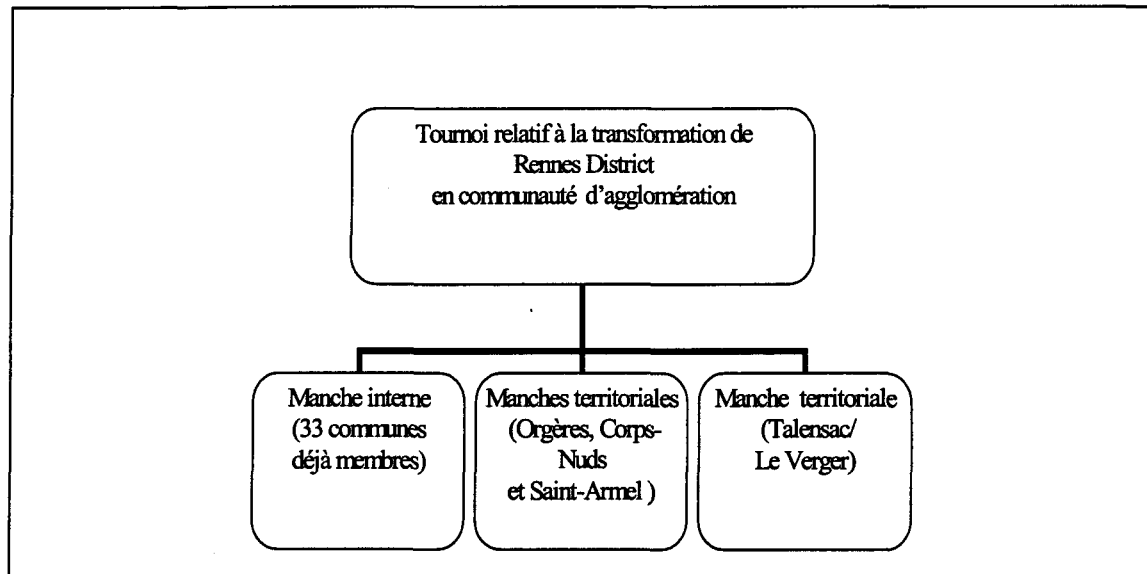 Tournoi relatif à la transformation de
Rennes District
en communauté d'agglomération
Manche interne
(33 communes
déjà membres)
Manches territoriales
(Orgères, Corps-
Nuds
et Saint-Armel )
Manche territoriale
(Talensac/
Le Verger)